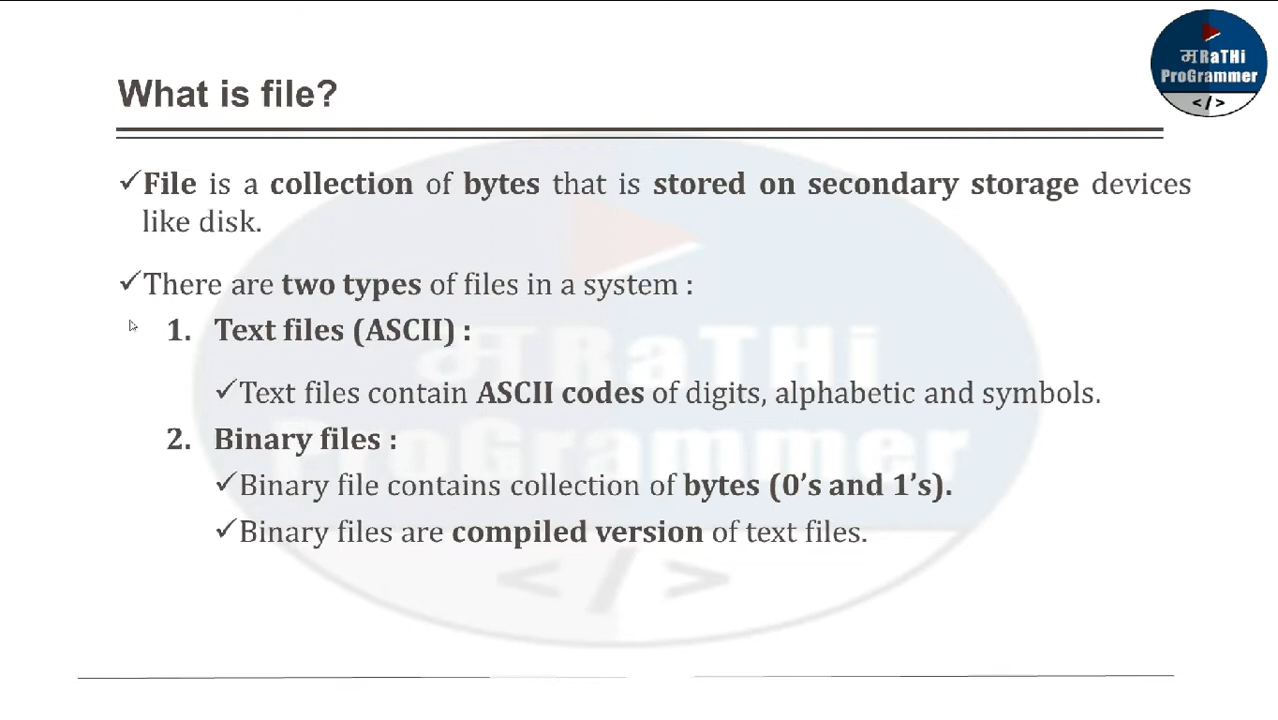 मRaTHi
ProGrammer
</>
What is file?
✓File is a collection of bytes that is stored on secondary storage devices
like disk.
✓There are two types of files in a system :
1. Text files (ASCII) :
✓Text files contain ASCII codes of digits, alphabetic and symbols.
2. Binary files :
✓Binary file contains collection of bytes (0’s and 1’s).
✓Binary files are compiled version of text files.
मRaTHi
ProGrammer
</>